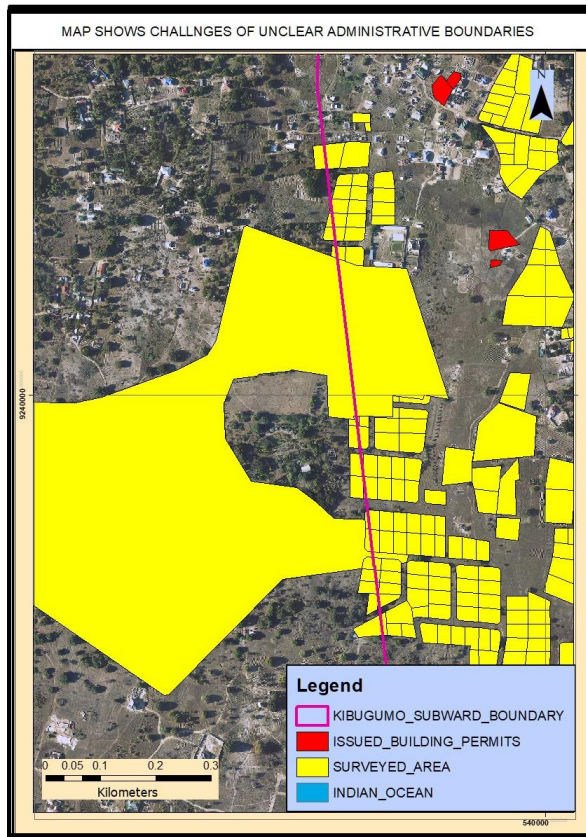 MAP SHOWS CHALLNGES OF UNCLEAR ADMINISTRATIVE BOUNDARIES
N
9240000
Legend
KIBUGUMO_SUBWARD_BOUNDARY
ISSUED_BUILDING_PERMITS
SURVEYED_AREA
INDIAN_OCEAN
0 0.05 0.1 0.2 0.3
Kilometers
540000